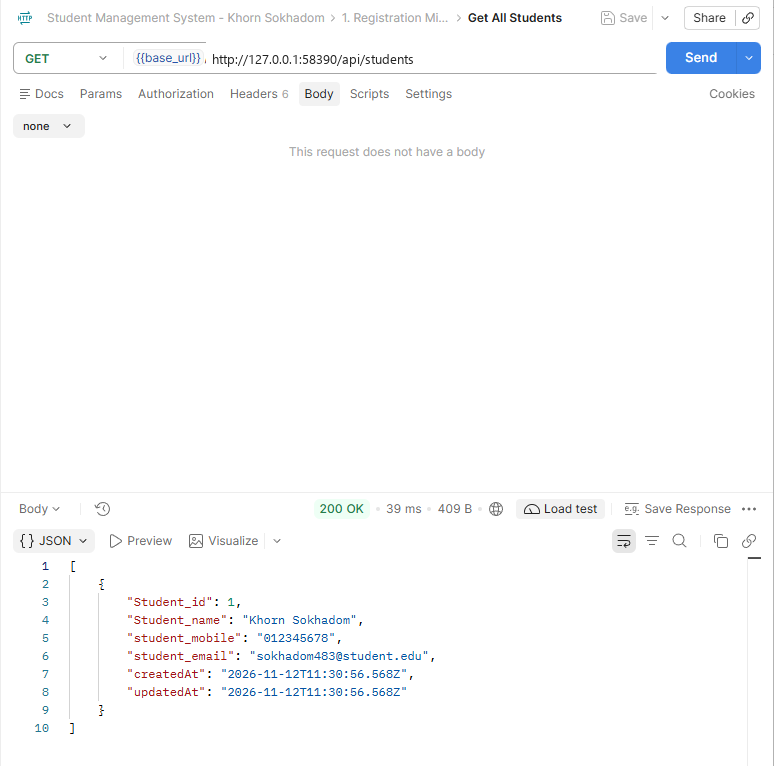 HTTP Student Management System - Khorn Sokhadom > 1. Registration Mi... > Get All Students Save Share
GET {{base_url}} / http://127.0.0.1:58390/api/students Send
Docs Params Authorization Headers 6 Body Scripts Settings Cookies
none
This request does not have a body
Body 200 OK • 39 ms • 409 B • Load test e.g. Save Response
{} JSON Preview Visualize
1 [
2 {
3 "Student_id": 1,
4 "Student_name": "Khorn Sokhadom",
5 "student_mobile": "012345678",
6 "student_email": "sokhadom483@student.edu",
7 "createdAt": "2026-11-12T11:30:56.568Z",
8 "updatedAt": "2026-11-12T11:30:56.568Z"
9 }
10 ]